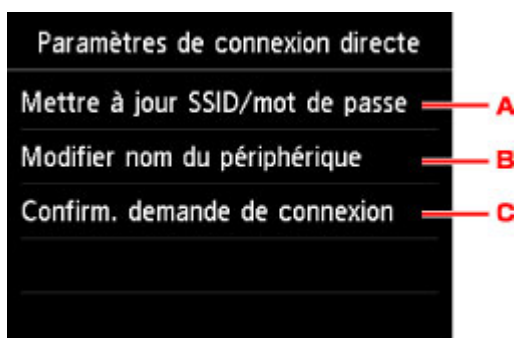 Paramètres de connexion directe
Mettre à jour SSID/mot de passe A
Modifier nom du périphérique B
Confirm. demande de connexion C